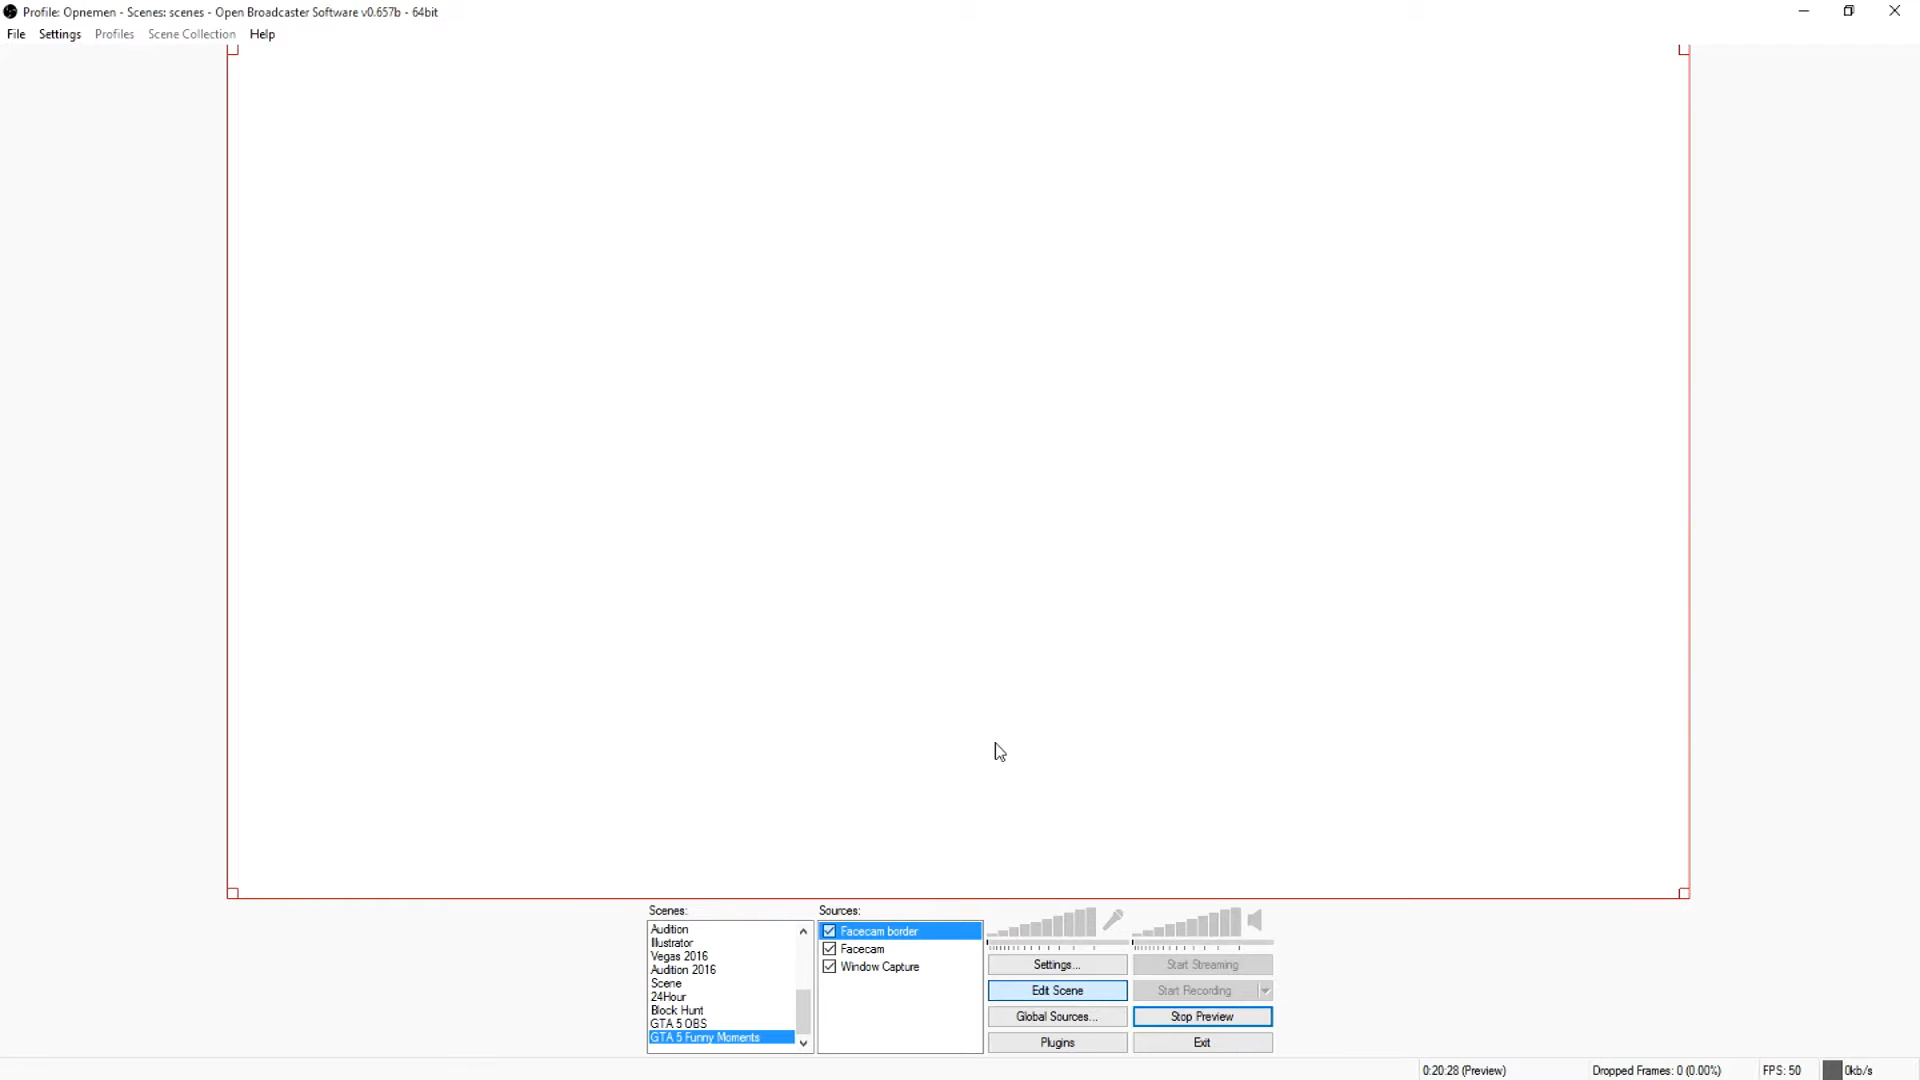 Profile: Opnemen - Scenes: scenes - Open Broadcaster Software v0.657b - 64bit
File Settings Profiles Scene Collection Help
Scenes:
Audition
Illustrator
Vegas 2016
Audition 2016
Scene
24Hour
Block Hunt
GTA 5 OBS
GTA 5 Funny Moments
Sources:
Facecam border
Facecam
Window Capture
Settings...
Start Streaming
Edit Scene
Start Recording
Global Sources...
Stop Preview
Plugins
Exit
0:20:28 (Preview)
Dropped Frames: 0 (0.00%)
FPS: 50
0kb/s